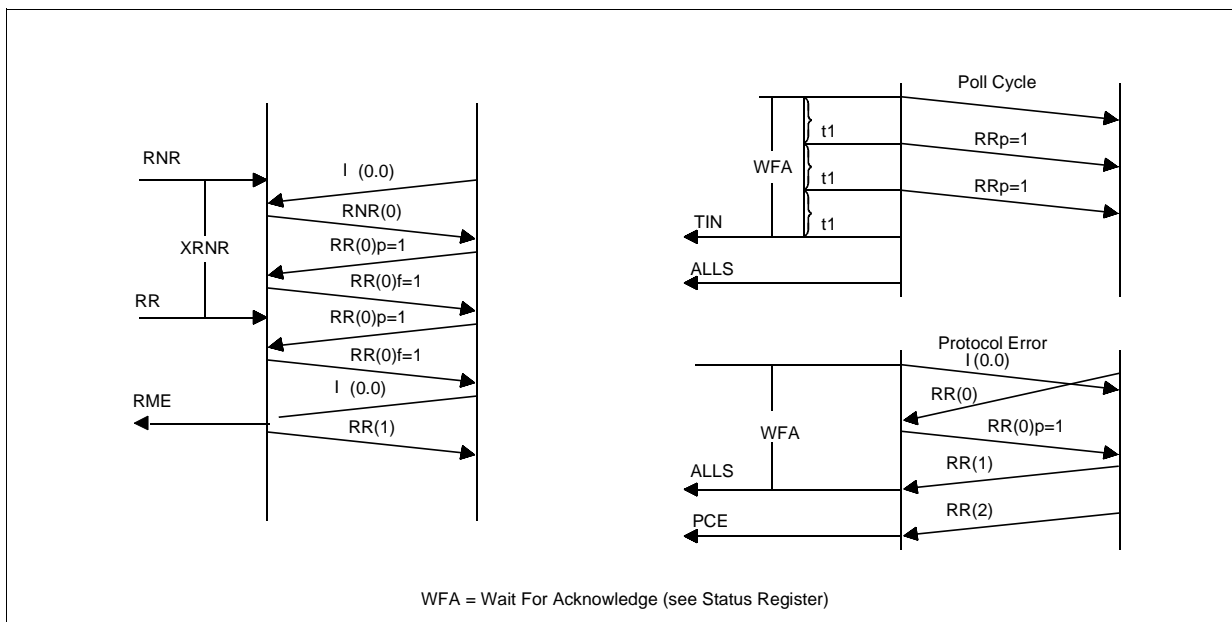 RNR
I (0.0)
RNR(0)
RR(0)p=1
XRNR
RR(0)f=1
RR
RR(0)p=1
RR(0)f=1
I (0.0)
RME
RR(1)
Poll Cycle
t1
RRp=1
WFA
t1
RRp=1
TIN
t1
ALLS
Protocol Error
I (0.0)
RR(0)
RR(0)p=1
WFA
RR(1)
ALLS
RR(2)
PCE
WFA = Wait For Acknowledge (see Status Register)